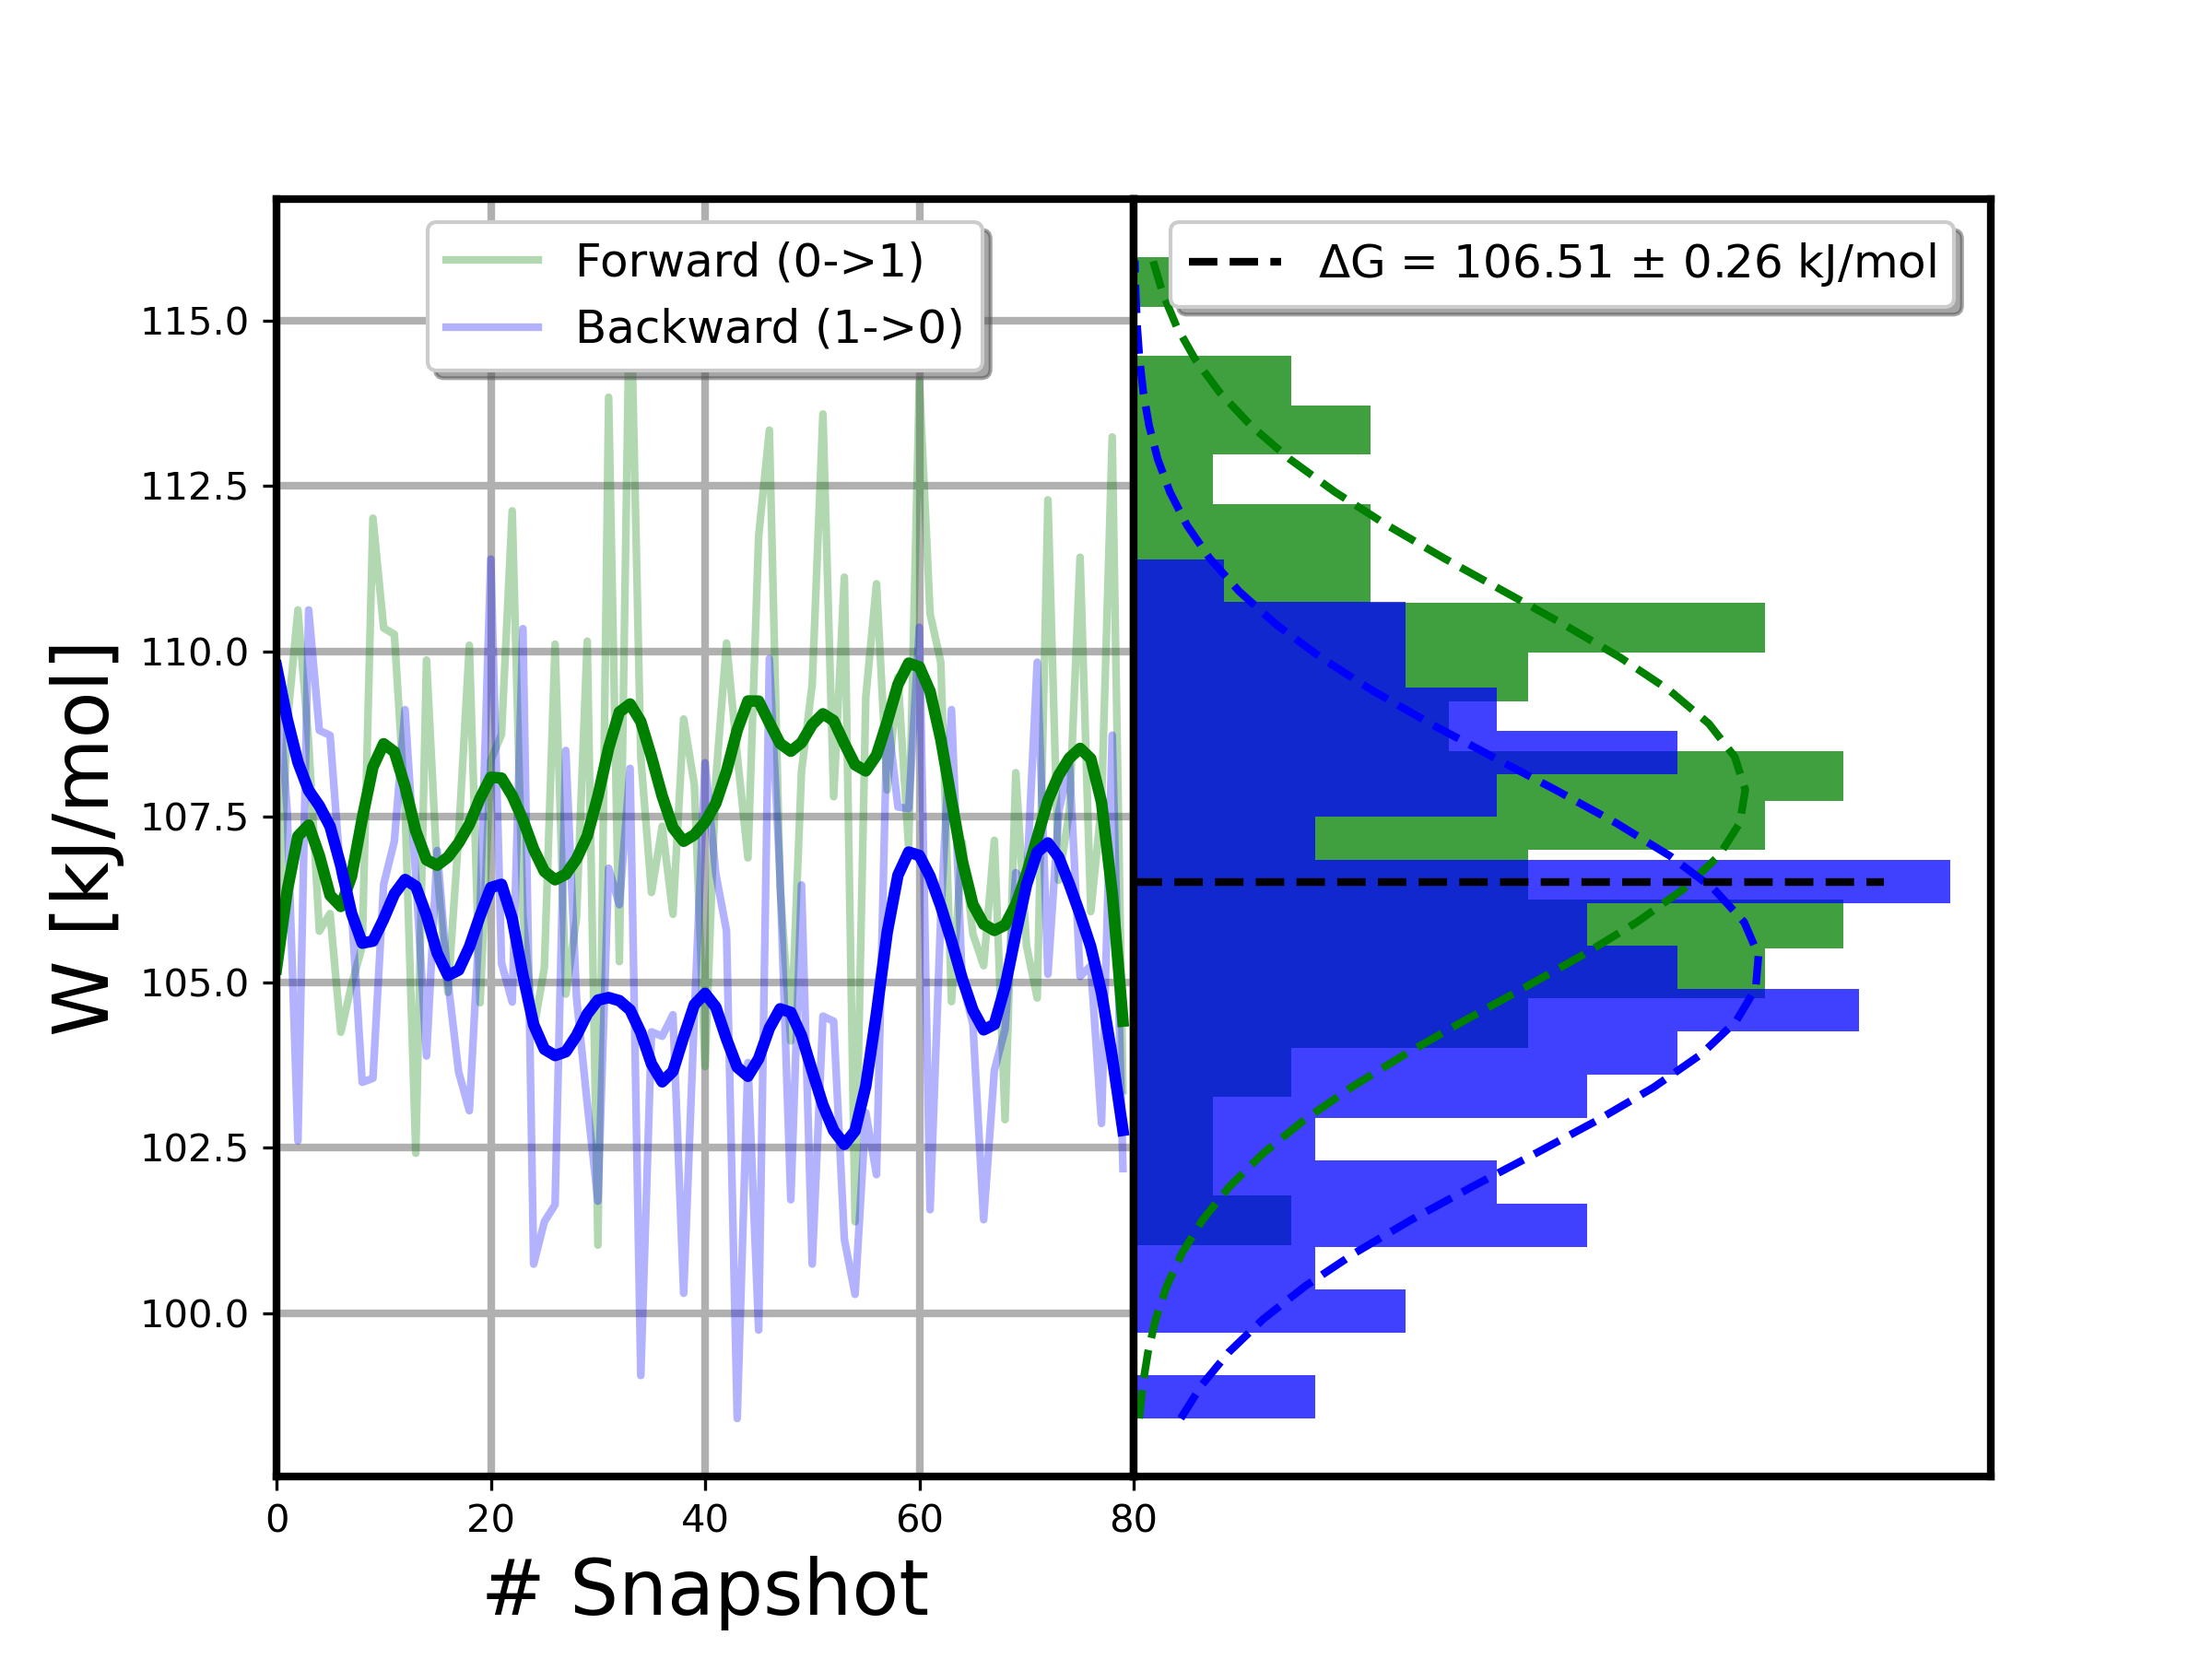 Forward (0->1)
Backward (1->0)
ΔG = 106.51 ± 0.26 kJ/mol
W [kJ/mol]
115.0
112.5
110.0
107.5
105.0
102.5
100.0
0 20 40 60 80
# Snapshot